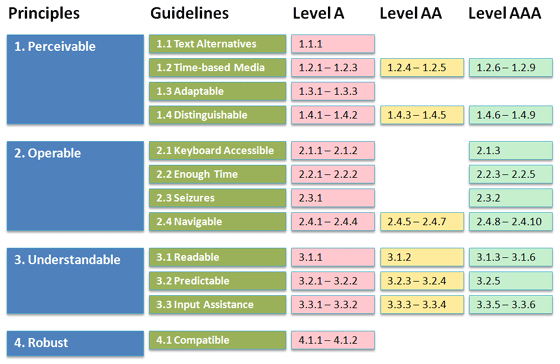 Principles Guidelines Level A Level AA Level AAA
1. Perceivable 1.1 Text Alternatives 1.1.1
1.2 Time-based Media 1.2.1 – 1.2.3 1.2.4 – 1.2.5 1.2.6 – 1.2.9
1.3 Adaptable 1.3.1 – 1.3.3
1.4 Distinguishable 1.4.1 – 1.4.2 1.4.3 – 1.4.5 1.4.6 – 1.4.9
2. Operable 2.1 Keyboard Accessible 2.1.1 – 2.1.2 2.1.3
2.2 Enough Time 2.2.1 – 2.2.2 2.2.3 – 2.2.5
2.3 Seizures 2.3.1 2.3.2
2.4 Navigable 2.4.1 – 2.4.4 2.4.5 – 2.4.7 2.4.8 – 2.4.10
3. Understandable 3.1 Readable 3.1.1 3.1.2 3.1.3 – 3.1.6
3.2 Predictable 3.2.1 – 3.2.2 3.2.3 – 3.2.4 3.2.5
3.3 Input Assistance 3.3.1 – 3.3.2 3.3.3 – 3.3.4 3.3.5 – 3.3.6
4. Robust 4.1 Compatible 4.1.1 – 4.1.2